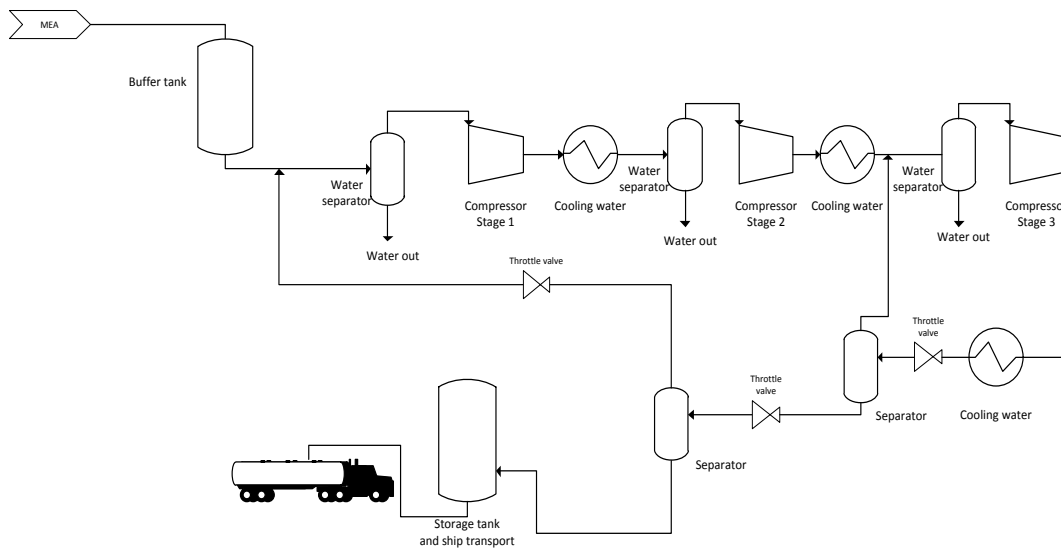 MEA
Buffer tank
Water
separator
Water out
Compressor
Stage 1
Cooling water
Water
separator
Water out
Compressor
Stage 2
Cooling water
Water
separator
Water out
Compressor
Stage 3
Throttle valve
Throttle
valve
Separator
Cooling water
Throttle
valve
Separator
Storage tank
and ship transport